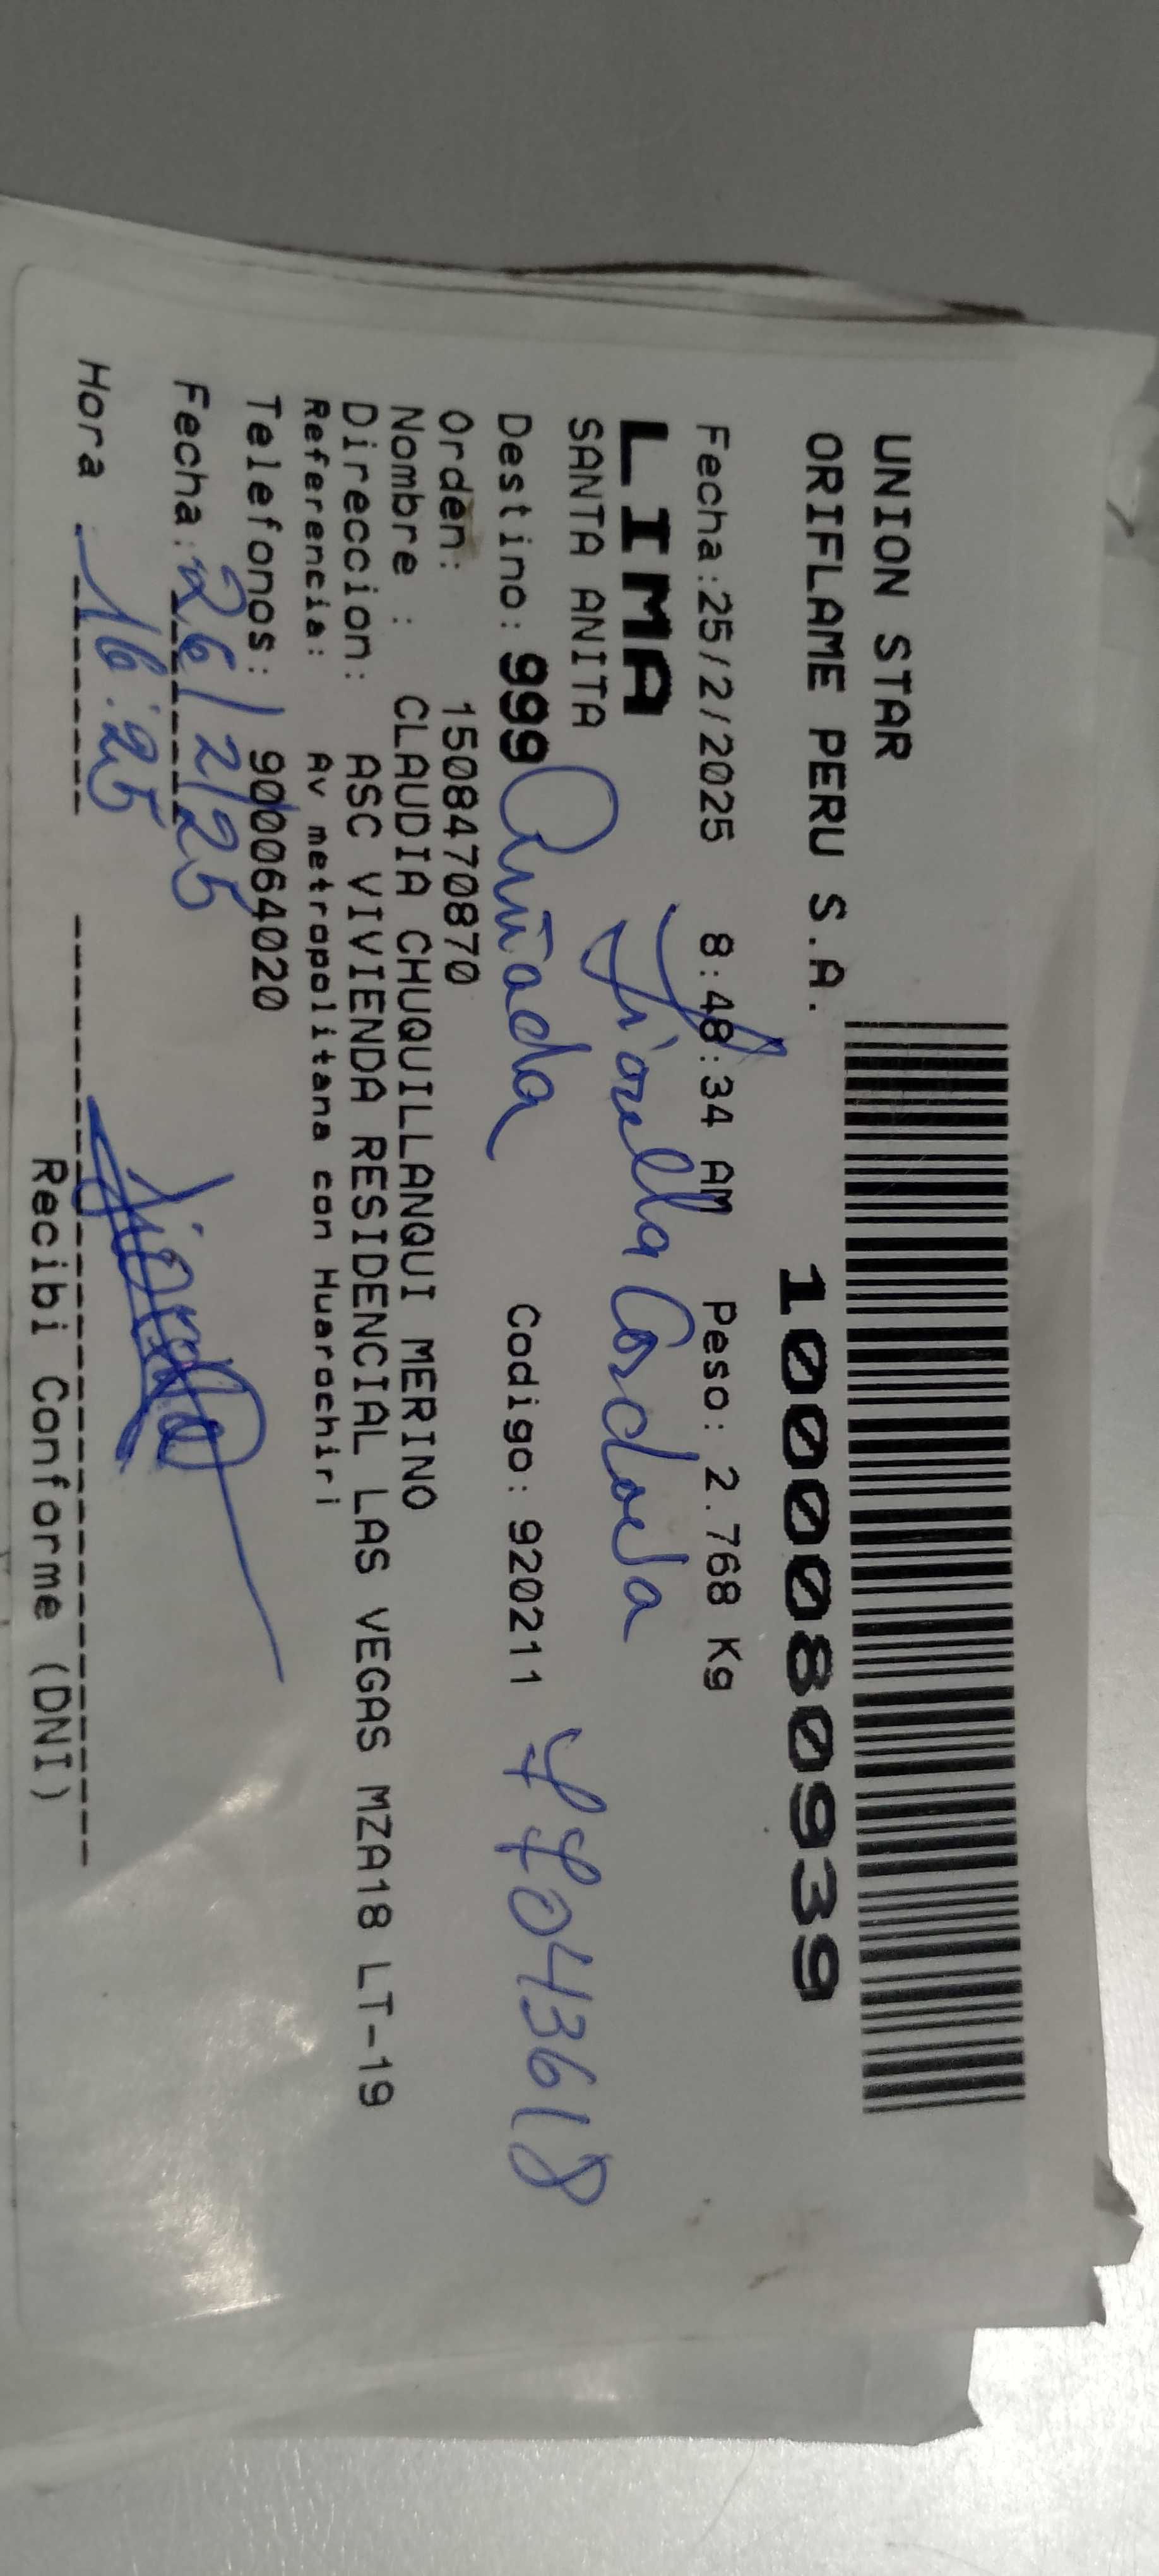 UNION STAR
ORIFLAME PERU S.A.
1000080939
Fecha:25/2/2025 8:48:34 AM Peso: 2.768 Kg
LIMA
SANTA ANITA
Fiorella Cordova
Destino: 999 Cuñada Codigo: 920211 44043618
Orden: 1508470870
Nombre : CLAUDIA CHUQUILLANQUI MERINO
Direccion: ASC VIVIENDA RESIDENCIAL LAS VEGAS MZA18 LT-19
Referencia: Av metropolitana con Huarochiri
Telefonos: 900064020
Fecha: 26/2/25
Hora 16:25
Recibi Conforme (DNI)